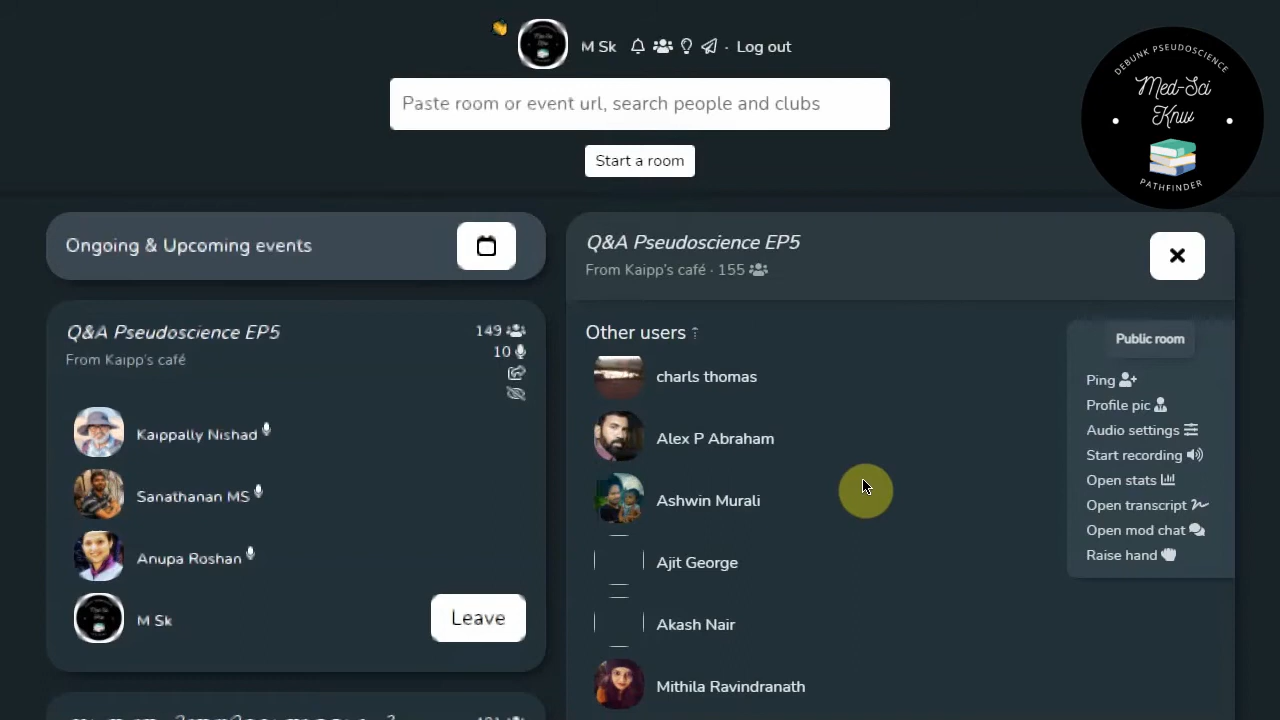 M Sk · Log out
Paste room or event url, search people and clubs
Start a room
DEBUNK PSEUDOSCIENCE
Med-Sci
Knw
PATHFINDER
Ongoing & Upcoming events
Q&A Pseudoscience EP5
From Kaipp's café
149
10
Kaippally Nishad
Sanathanan MS
Anupa Roshan
M Sk
Leave
Q&A Pseudoscience EP5
From Kaipp's café · 155
Other users
charls thomas
Alex P Abraham
Ashwin Murali
Ajit George
Akash Nair
Mithila Ravindranath
Public room
Ping
Profile pic
Audio settings
Start recording
Open stats
Open transcript
Open mod chat
Raise hand